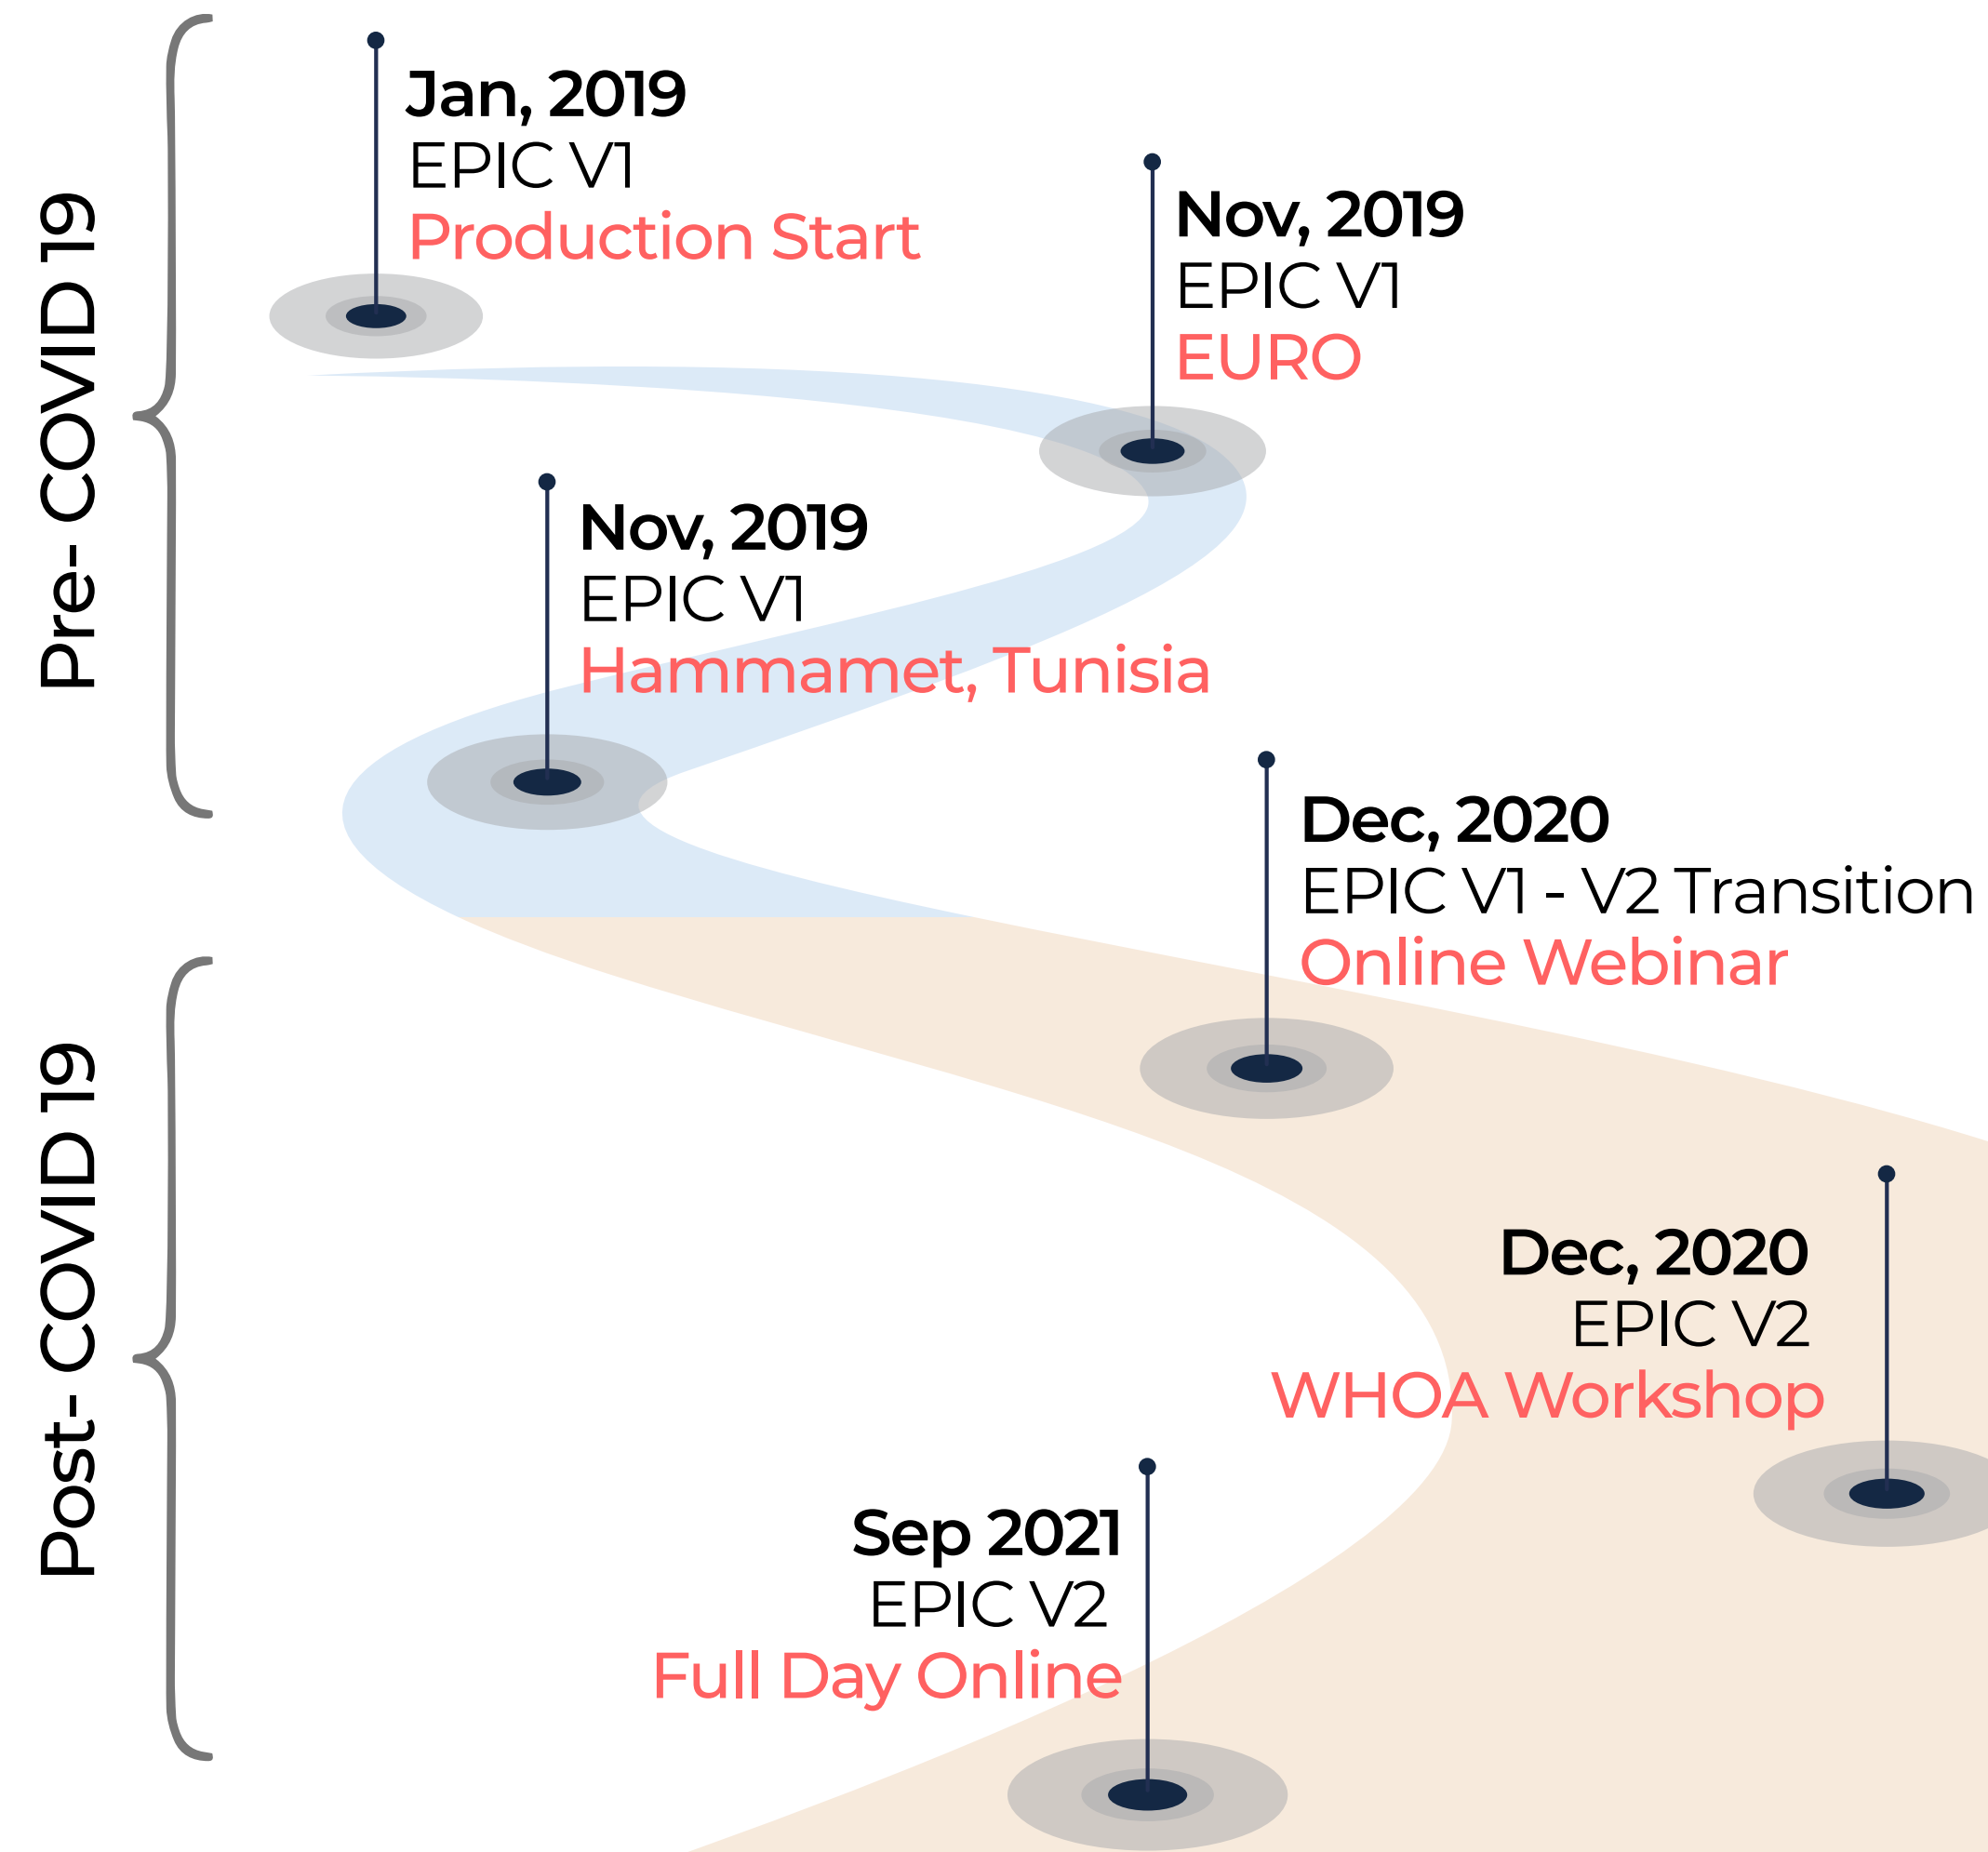 Pre- COVID 19
Jan, 2019
EPIC V1
Production Start
Nov, 2019
EPIC V1
EURO
Nov, 2019
EPIC V1
Hammamet, Tunisia
Post- COVID 19
Dec, 2020
EPIC V1 - V2 Transition
Online Webinar
Dec, 2020
EPIC V2
WHOA Workshop
Sep 2021
EPIC V2
Full Day Online